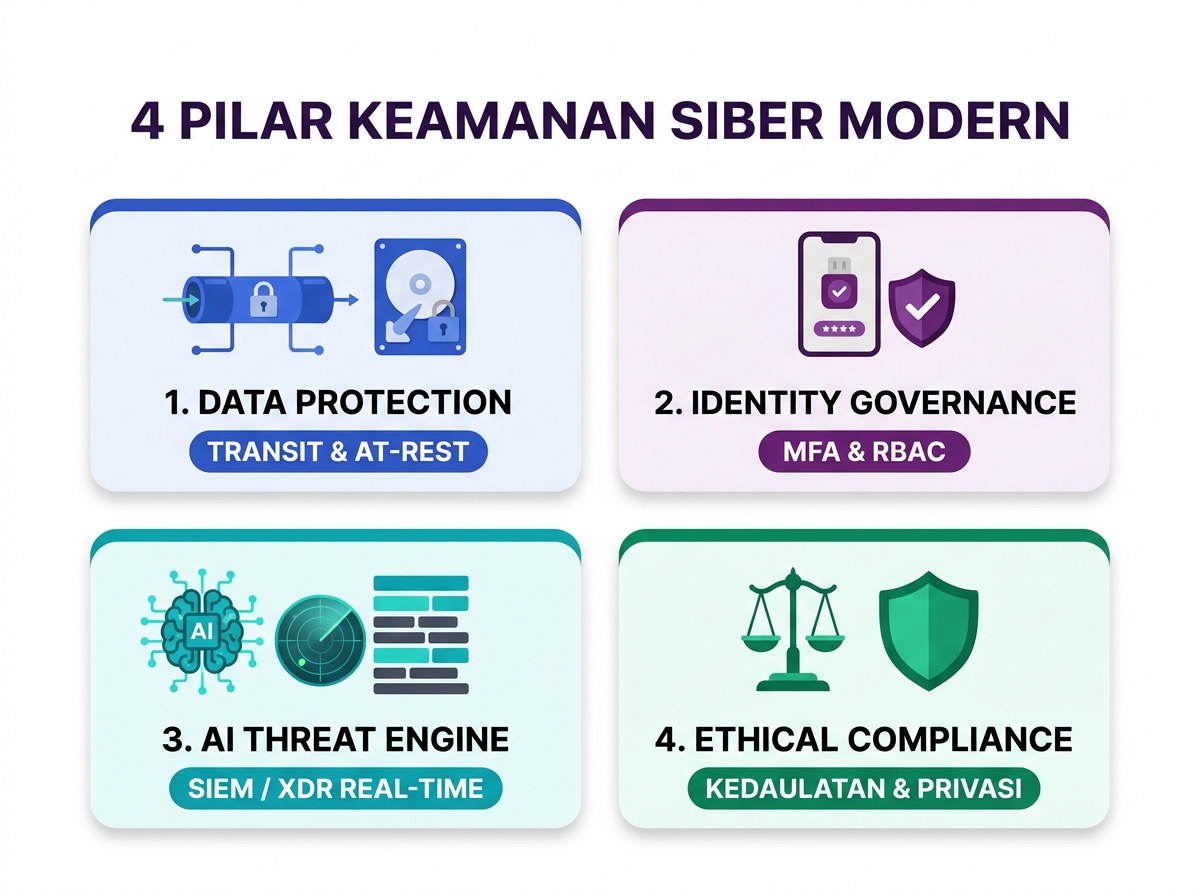 4 PILAR KEAMANAN SIBER MODERN
1. DATA PROTECTION
TRANSIT & AT-REST
****
2. IDENTITY GOVERNANCE
MFA & RBAC
AI
3. AI THREAT ENGINE
SIEM / XDR REAL-TIME
4. ETHICAL COMPLIANCE
KEDAULATAN & PRIVASI